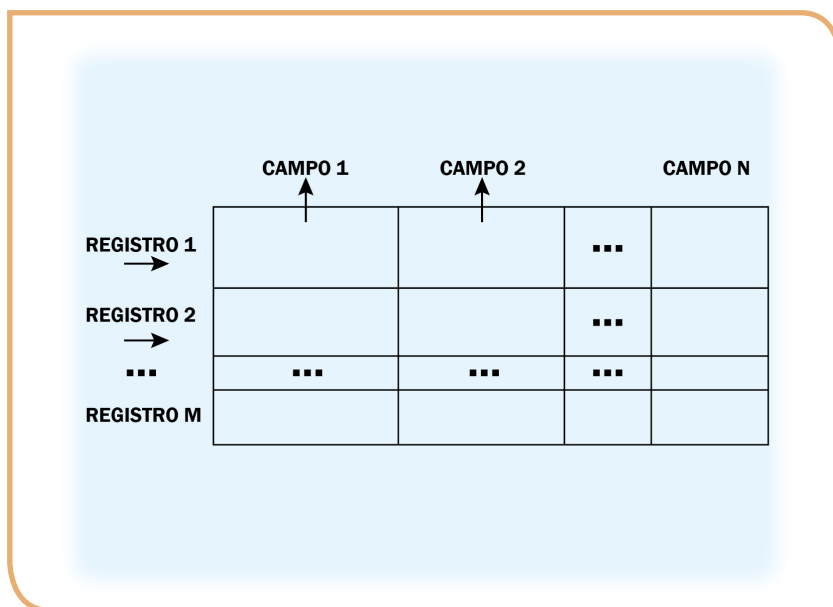 CAMPO 1 CAMPO 2 CAMPO N
REGISTRO 1 ...
REGISTRO 2 ...
... ... ... ...
REGISTRO M